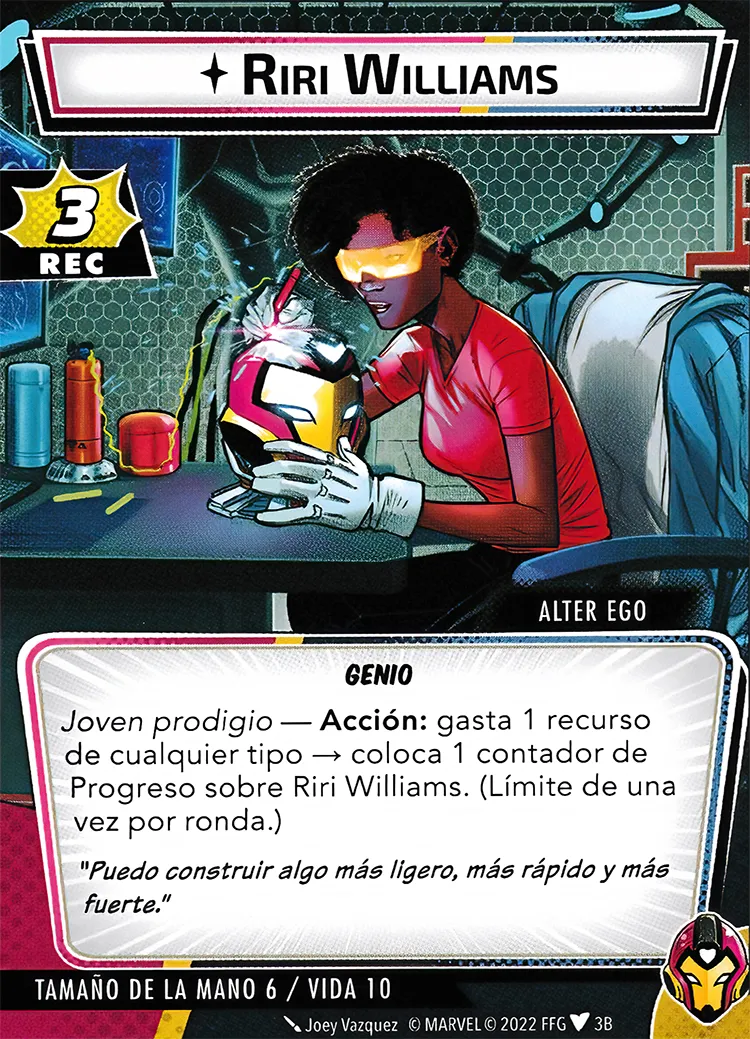 RIRI WILLIAMS
3
REC
ALTER EGO
GENIO
Joven prodigio — Acción: gasta 1 recurso
de cualquier tipo → coloca 1 contador de
Progreso sobre Riri Williams. (Límite de una
vez por ronda.)
"Puedo construir algo más ligero, más rápido y más
fuerte."
TAMAÑO DE LA MANO 6 / VIDA 10
Joey Vazquez © MARVEL © 2022 FFG 3B